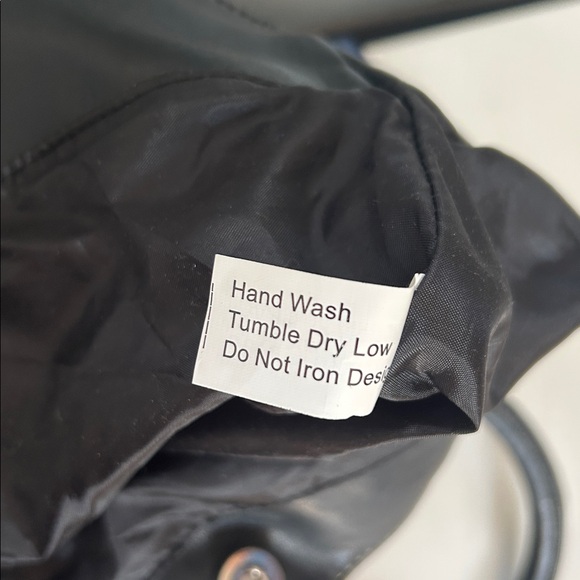 Hand Wash
Tumble Dry Low
Do Not Iron